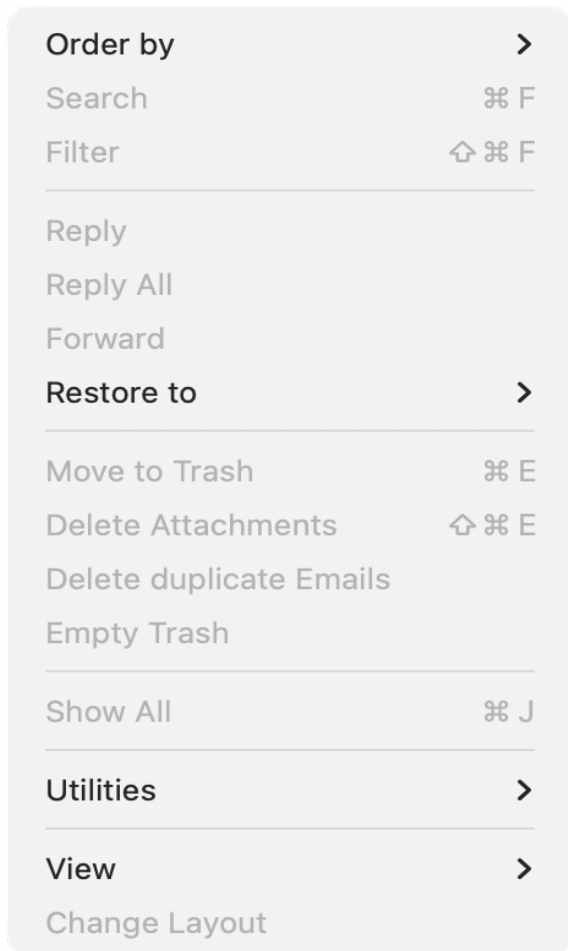 Order by
Search ⌘ F
Filter ⇧ ⌘ F
Reply
Reply All
Forward
Restore to
Move to Trash ⌘ E
Delete Attachments ⇧ ⌘ E
Delete duplicate Emails
Empty Trash
Show All ⌘ J
Utilities
View
Change Layout